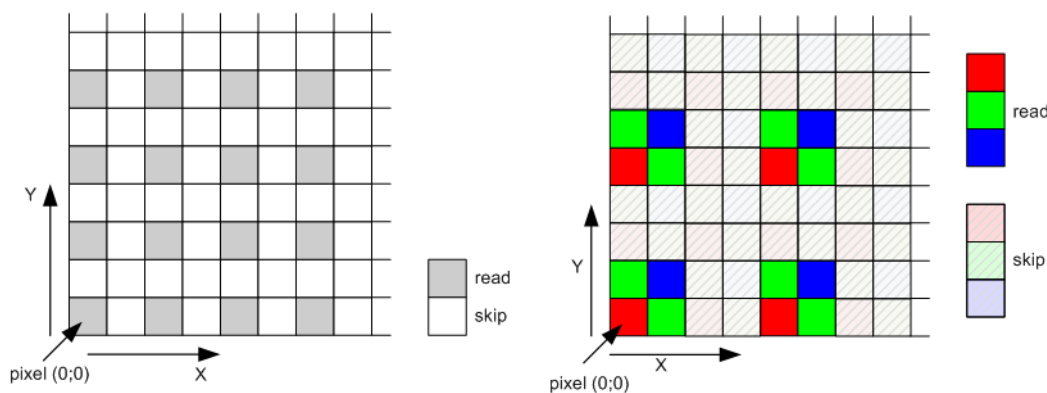 Y
read
skip
X
pixel (0;0)
read
skip
Y
X
pixel (0;0)